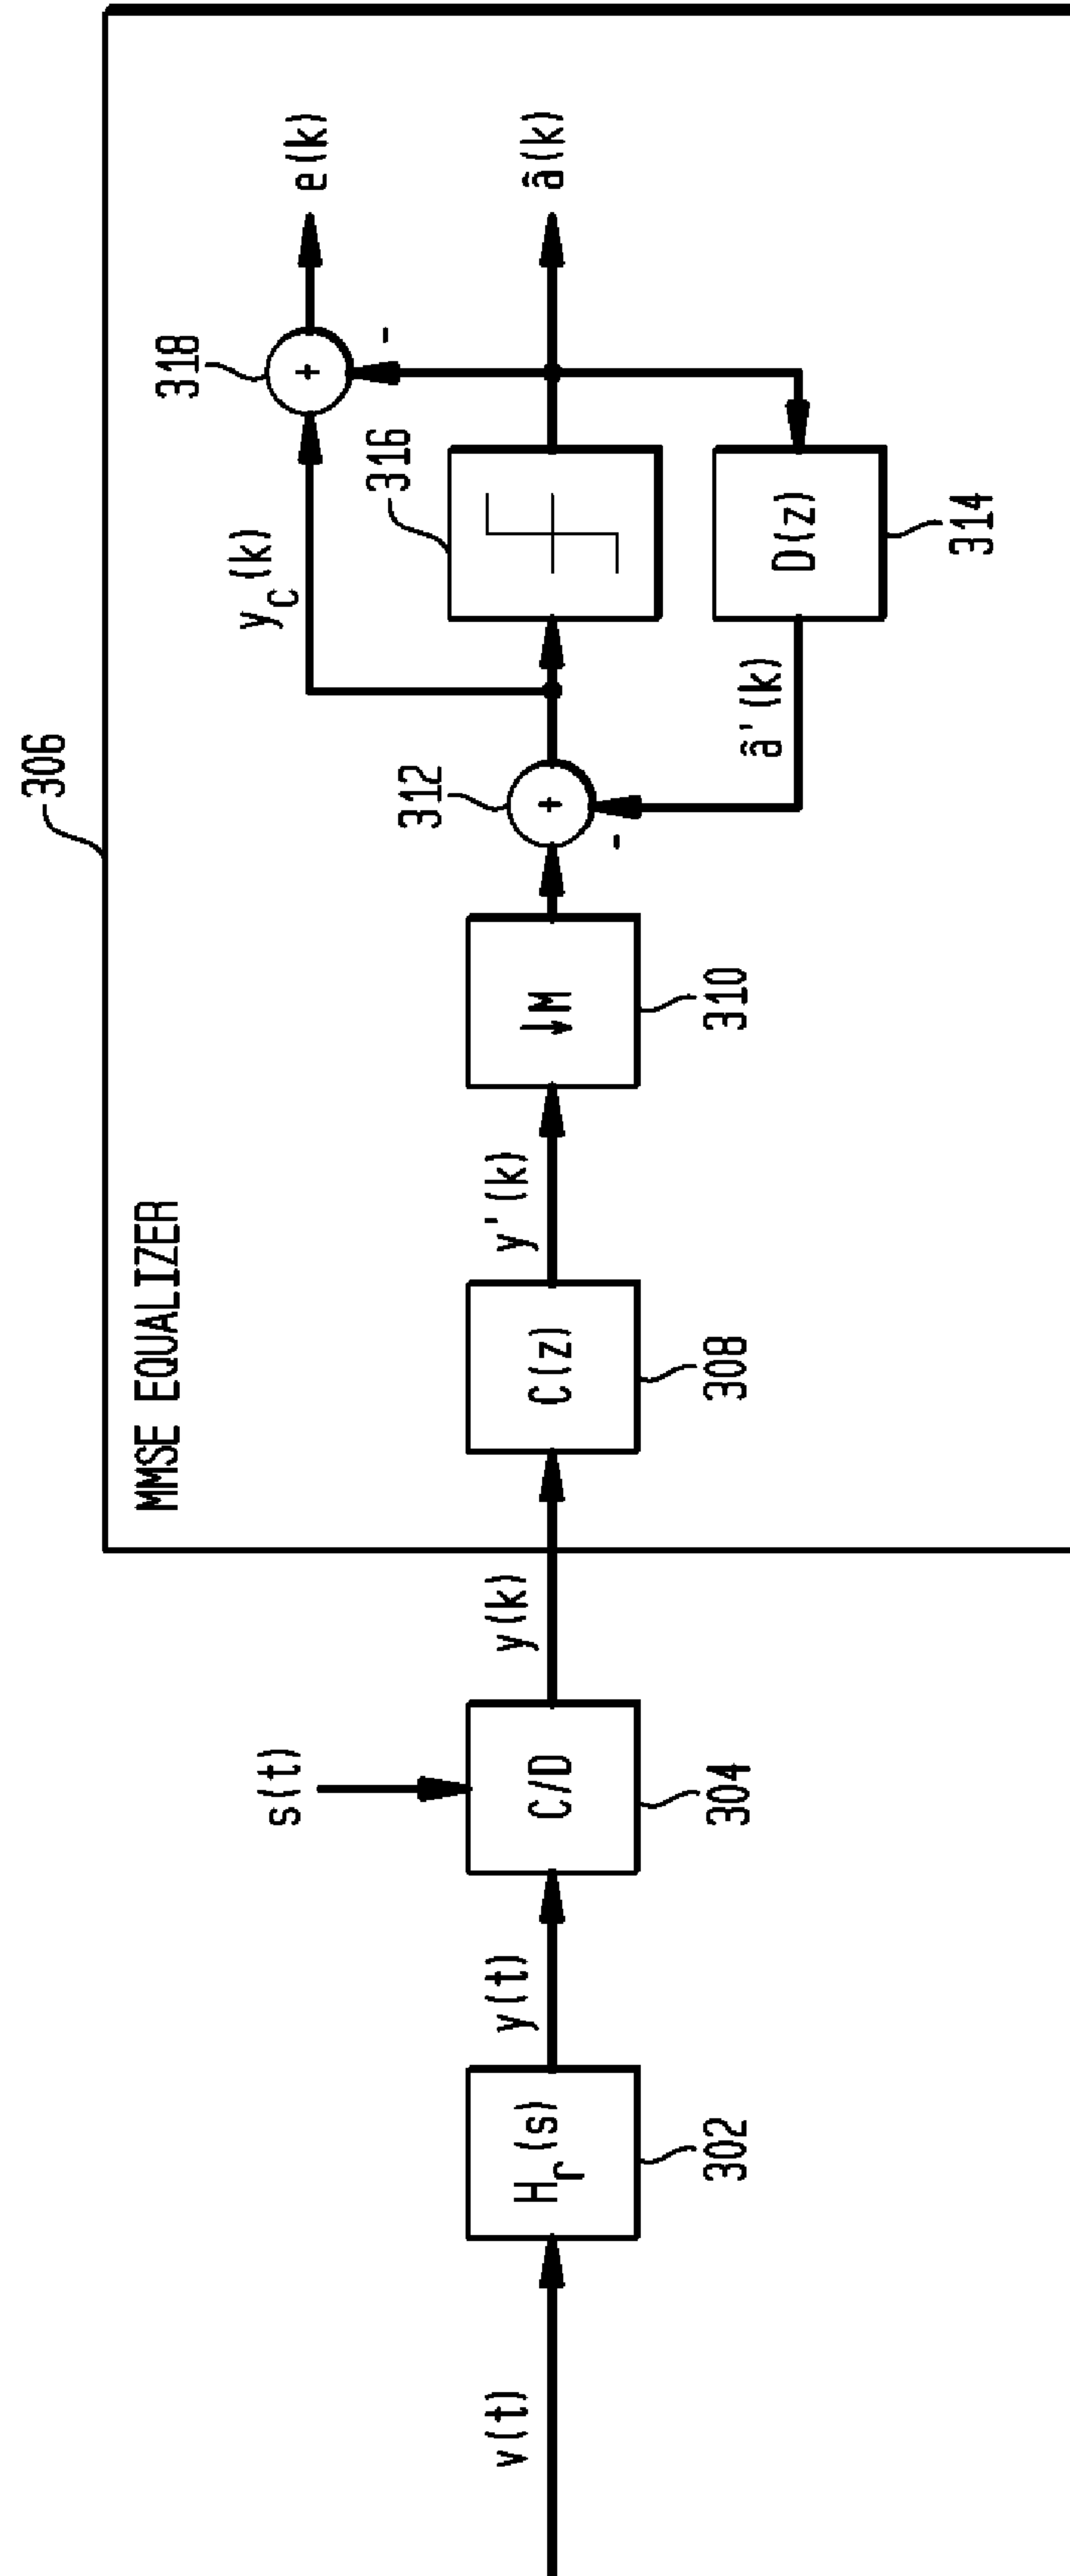 306
MMSE EQUALIZER
318
e(k)
y_c(k)
316
â(k)
312
s(t)
v(t)
H_r(s)
y(t)
C/D
y(k)
C(z)
y'(k)
↓M
+
+
-
-
302
304
308
310
â'(k)
D(z)
314